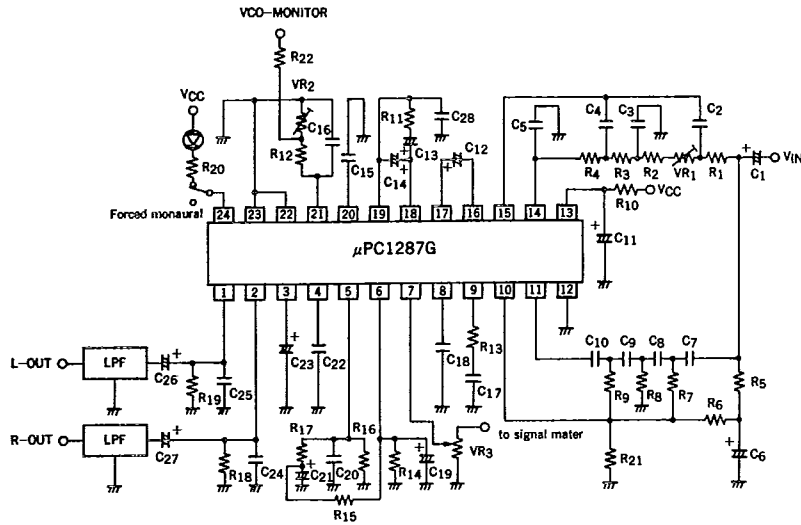 VCO-MONITOR
R22
VCC
VR2
C16
R12
R20
C15
R11
C28
C13
C14
C12
C5
C4
C3
C2
R4
R3
R2
VR1
R1
C1
VIN
R10
VCC
C11
Forced monaural
24 23 22 21 20 19 18 17 16 15 14 13
μPC1287G
1 2 3 4 5 6 7 8 9 10 11 12
L-OUT
LPF
C26
R19
C25
C23
C22
C18
R13
C17
C10
C9
C8
C7
R9
R8
R7
R6
R5
R-OUT
LPF
C27
R18
C24
R17
C21
C20
R16
R15
R14
C19
VR3
to signal mater
R21
C6